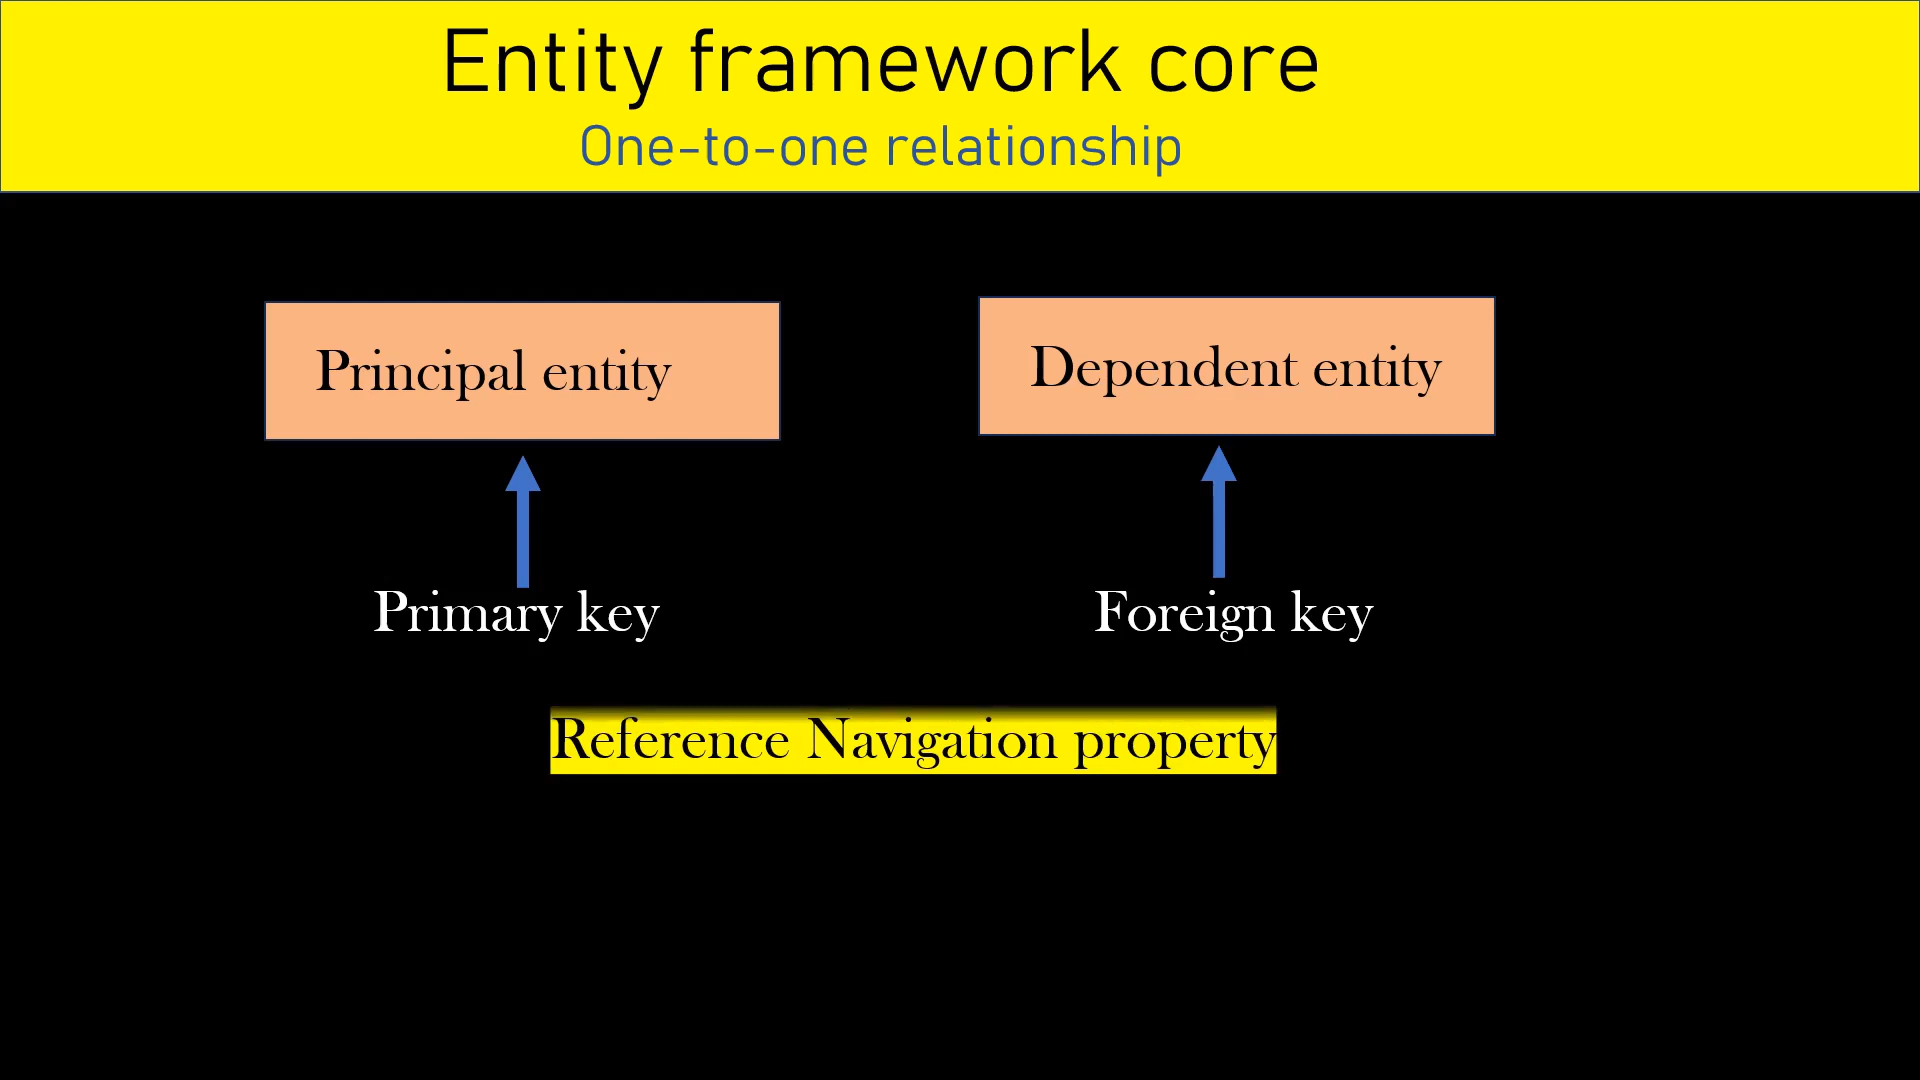 Entity framework core
One-to-one relationship
Principal entity
Dependent entity
Primary key
Foreign key
Reference Navigation property